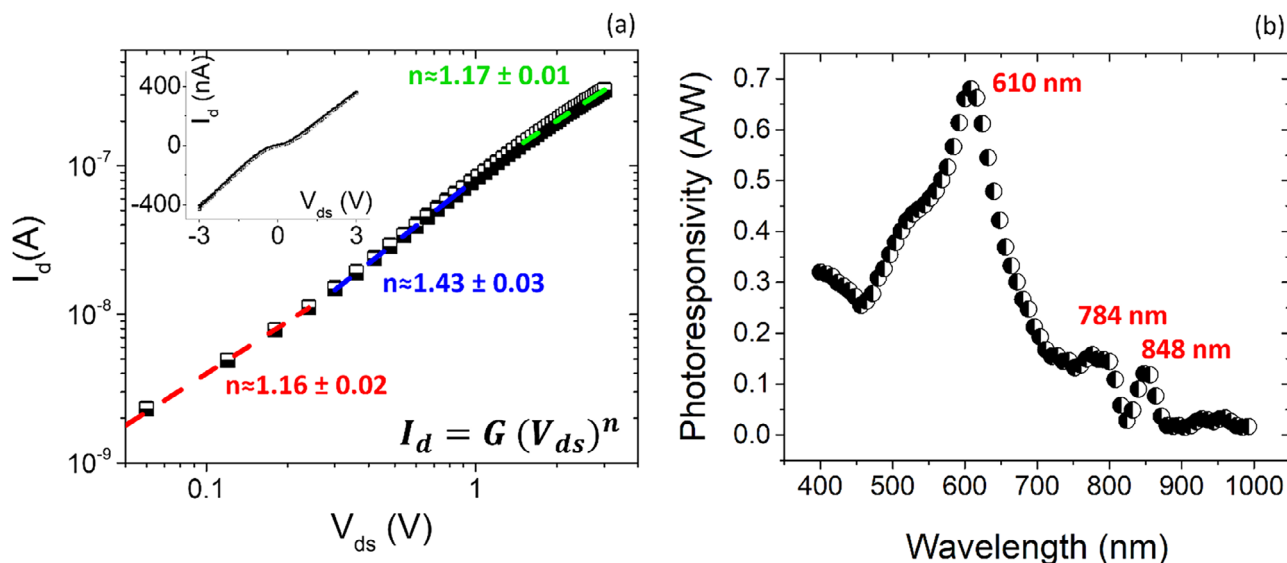 (a)
n≈1.17 ± 0.01
400
I_d (nA)
0
-400
V_ds (V)
-3
0
3
10⁻⁷
n≈1.43 ± 0.03
I_d(A)
10⁻⁸
n≈1.16 ± 0.02
I_d = G (V_ds)^n
10⁻⁹
0.1
1
V_ds (V)
(b)
0.7
610 nm
0.6
0.5
0.4
0.3
784 nm
0.2
848 nm
0.1
0.0
Photoresponsivity (A/W)
400
500
600
700
800
900
1000
Wavelength (nm)